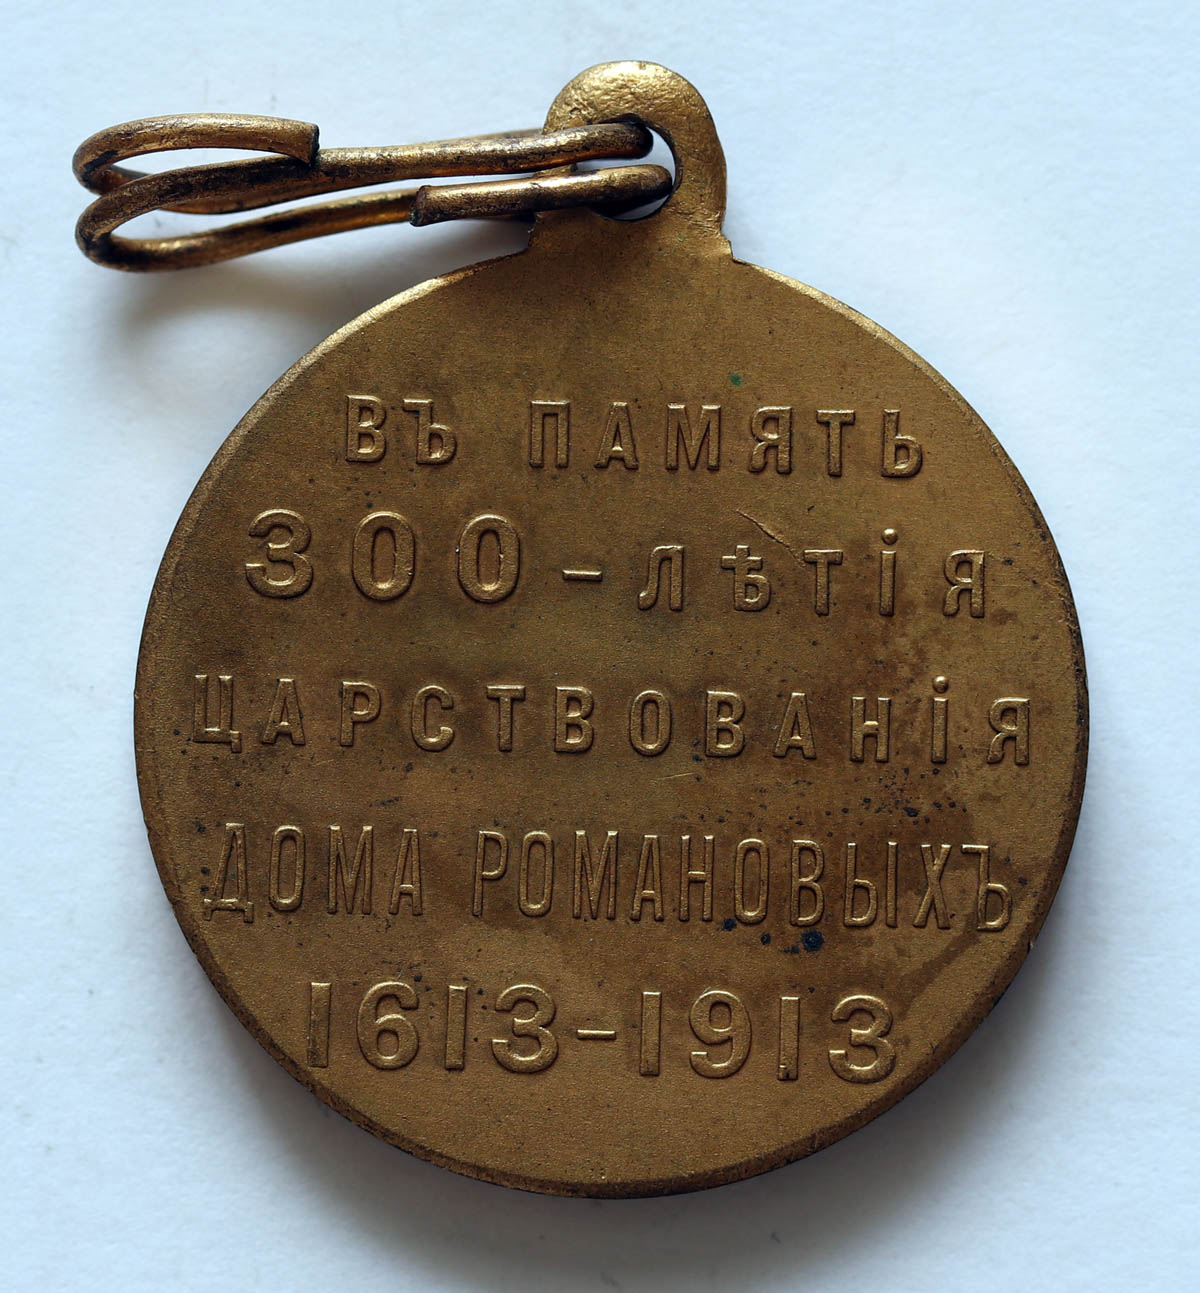 ВЪ ПАМЯТЬ
300-ЛѢТІЯ
ЦАРСТВОВАНІЯ
ДОМА РОМАНОВЫХЪ
1613-1913